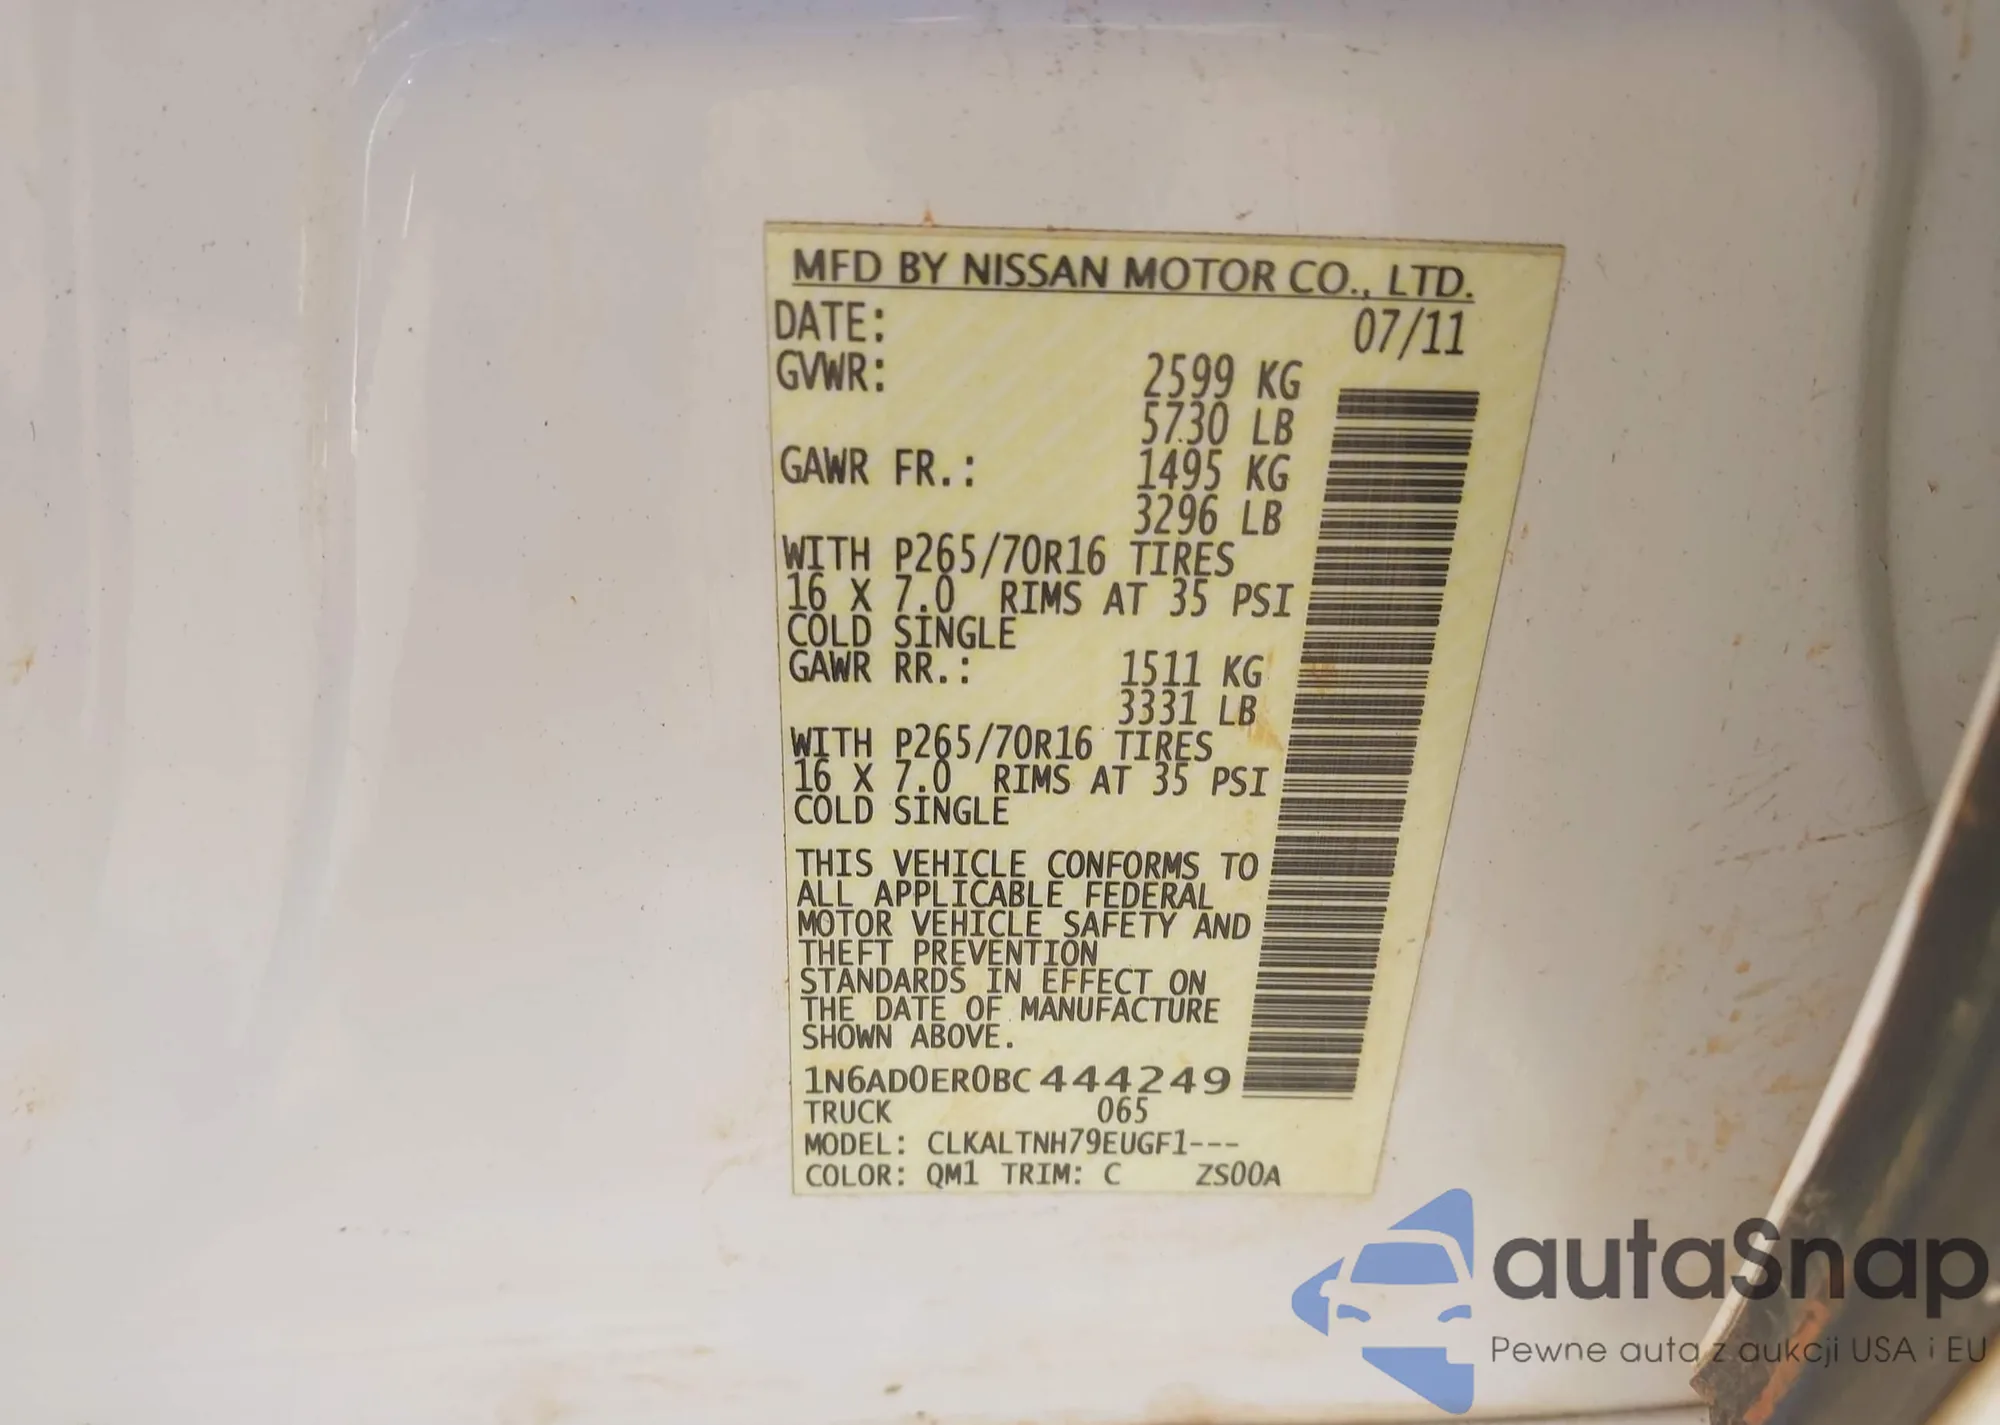 MFD BY NISSAN MOTOR CO., LTD.
DATE: 07/11
GVWR: 2599 KG
5730 LB
GAWR FR.: 1495 KG
3296 LB
WITH P265/70R16 TIRES
16 X 7.0 RIMS AT 35 PSI
COLD SINGLE
GAWR RR.: 1511 KG
3331 LB
WITH P265/70R16 TIRES
16 X 7.0 RIMS AT 35 PSI
COLD SINGLE
THIS VEHICLE CONFORMS TO
ALL APPLICABLE FEDERAL
MOTOR VEHICLE SAFETY AND
THEFT PREVENTION
STANDARDS IN EFFECT ON
THE DATE OF MANUFACTURE
SHOWN ABOVE.
1N6AD0ER0BC444249
TRUCK 065
MODEL: CLKALTNH79EUGF1---
COLOR: QM1 TRIM: C ZS00A
autaSnap
Pewne auta z aukcji USA i EU